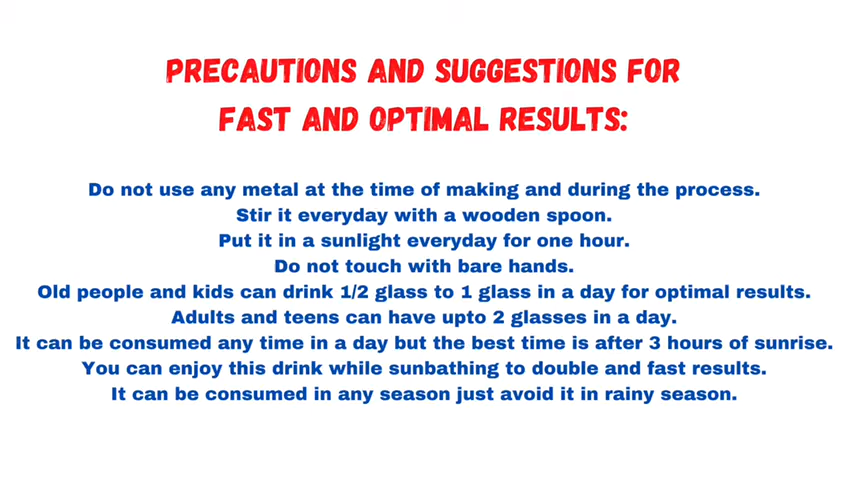 PRECAUTIONS AND SUGGESTIONS FOR
FAST AND OPTIMAL RESULTS:
Do not use any metal at the time of making and during the process.
Stir it everyday with a wooden spoon.
Put it in a sunlight everyday for one hour.
Do not touch with bare hands.
Old people and kids can drink 1/2 glass to 1 glass in a day for optimal results.
Adults and teens can have upto 2 glasses in a day.
It can be consumed any time in a day but the best time is after 3 hours of sunrise.
You can enjoy this drink while sunbathing to double and fast results.
It can be consumed in any season just avoid it in rainy season.